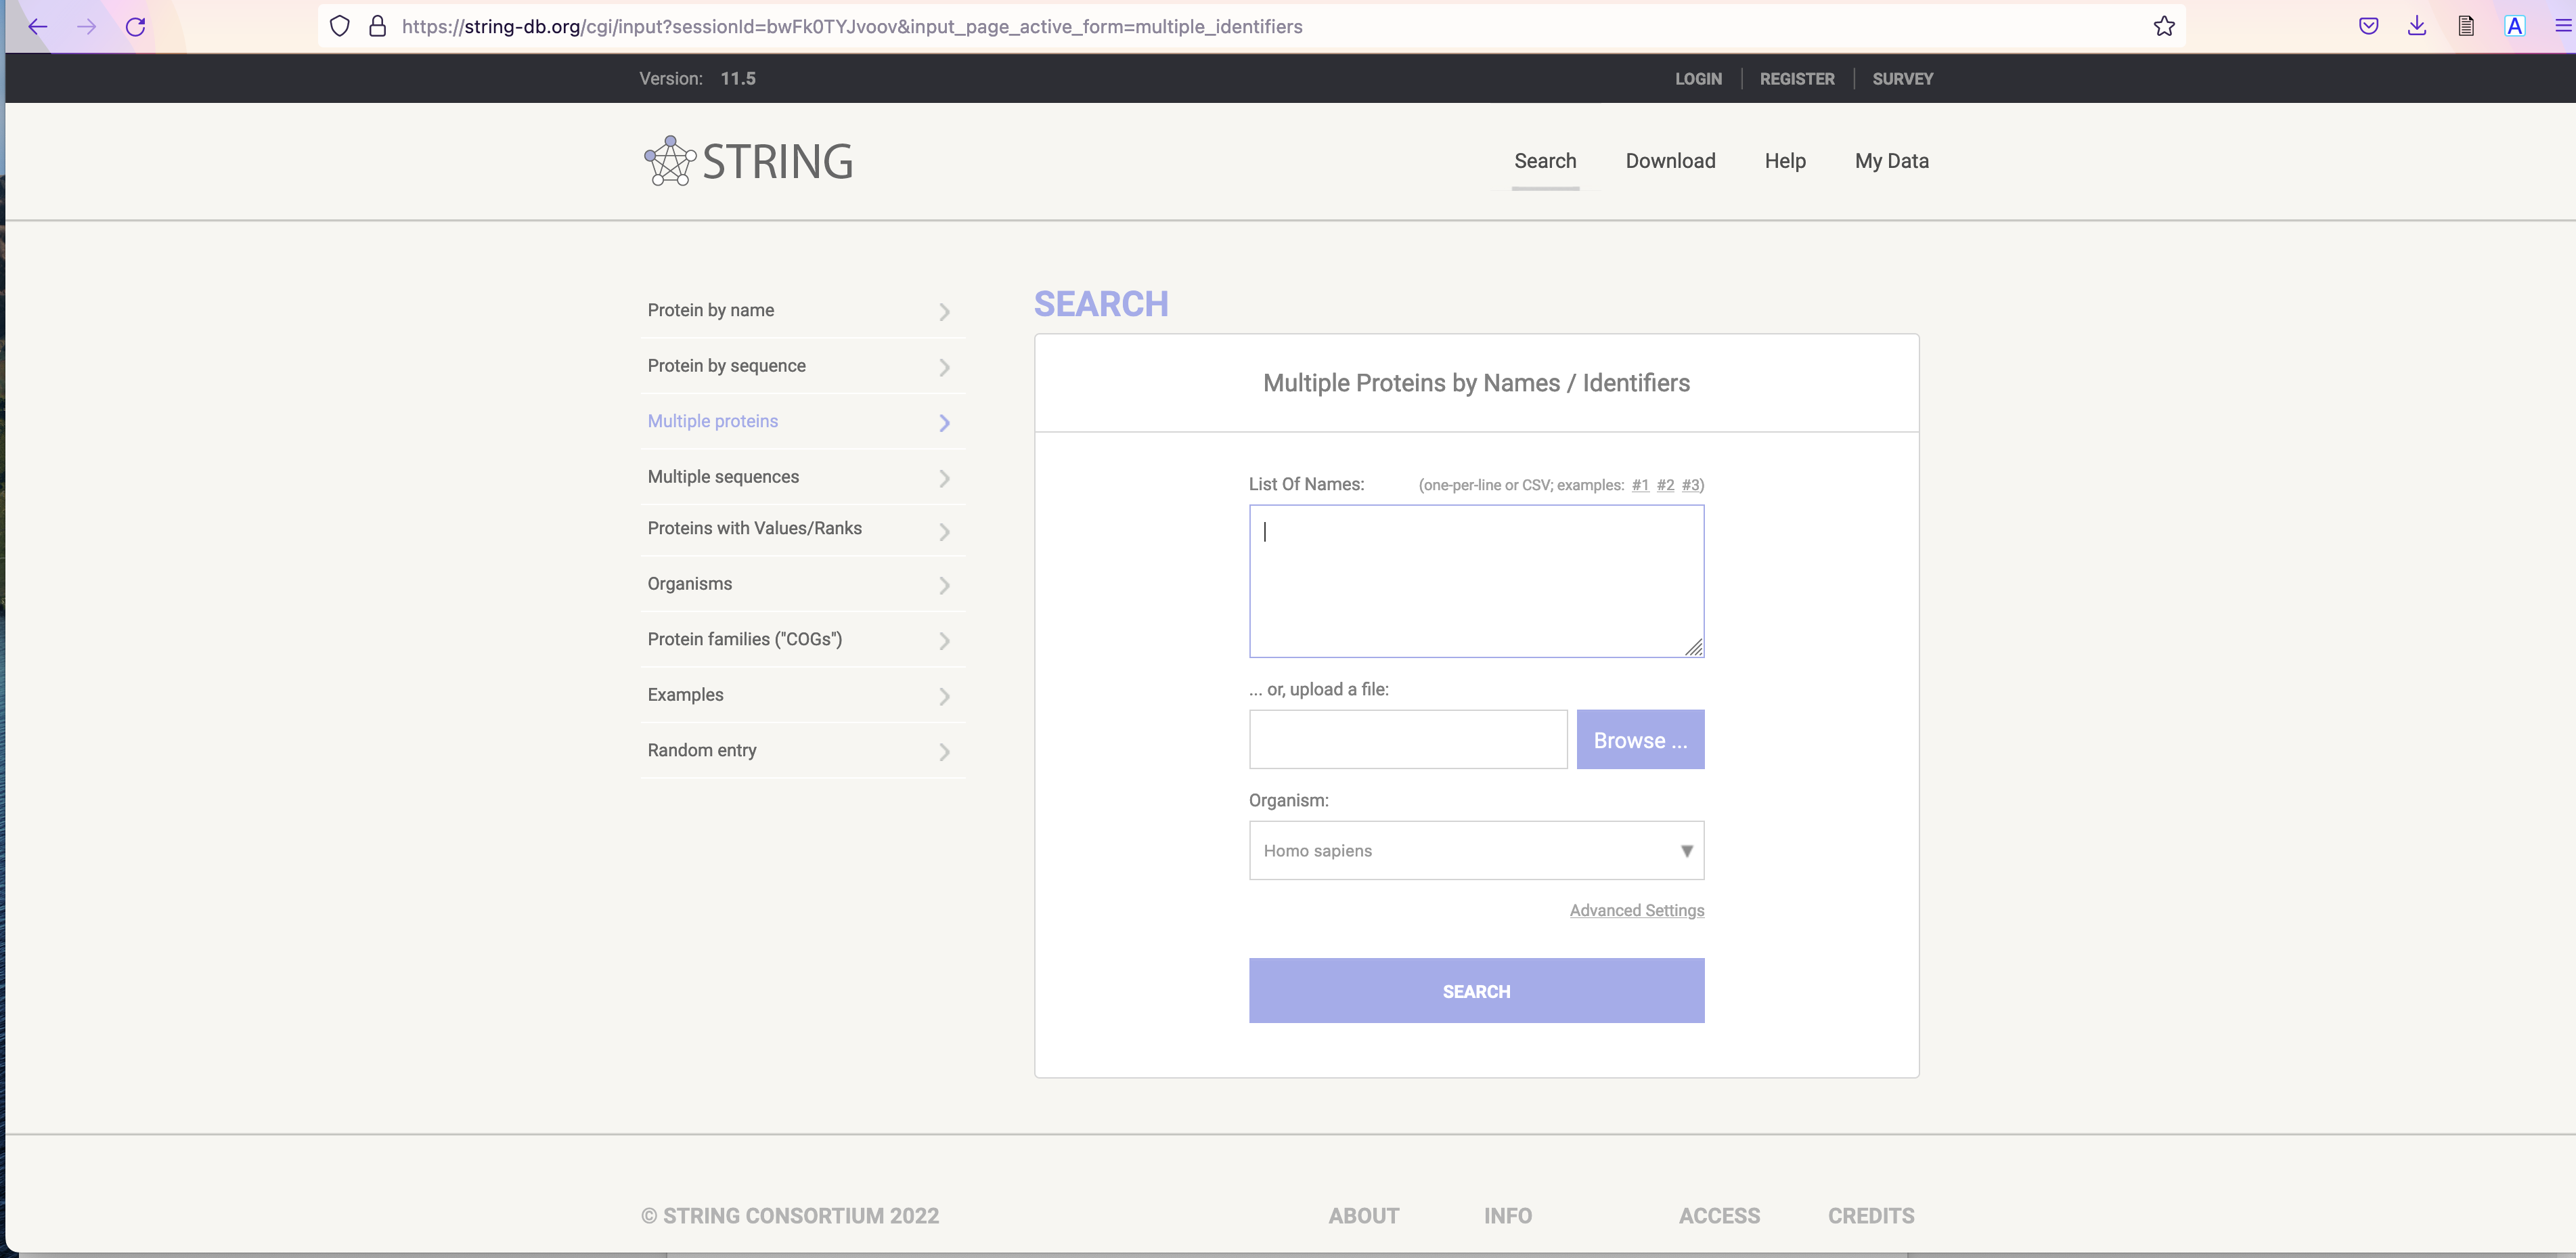 https://string-db.org/cgi/input?sessionId=bwFk0TYJvoov&input_page_active_form=multiple_identifiers
A
Version: 11.5
LOGIN REGISTER SURVEY
STRING
Search Download Help My Data
Protein by name
Protein by sequence
Multiple proteins
Multiple sequences
Proteins with Values/Ranks
Organisms
Protein families ("COGs")
Examples
Random entry
SEARCH
Multiple Proteins by Names / Identifiers
List Of Names: (one-per-line or CSV; examples: #1 #2 #3)
... or, upload a file:
Browse ...
Organism:
Homo sapiens
Advanced Settings
SEARCH
© STRING CONSORTIUM 2022
ABOUT INFO ACCESS CREDITS